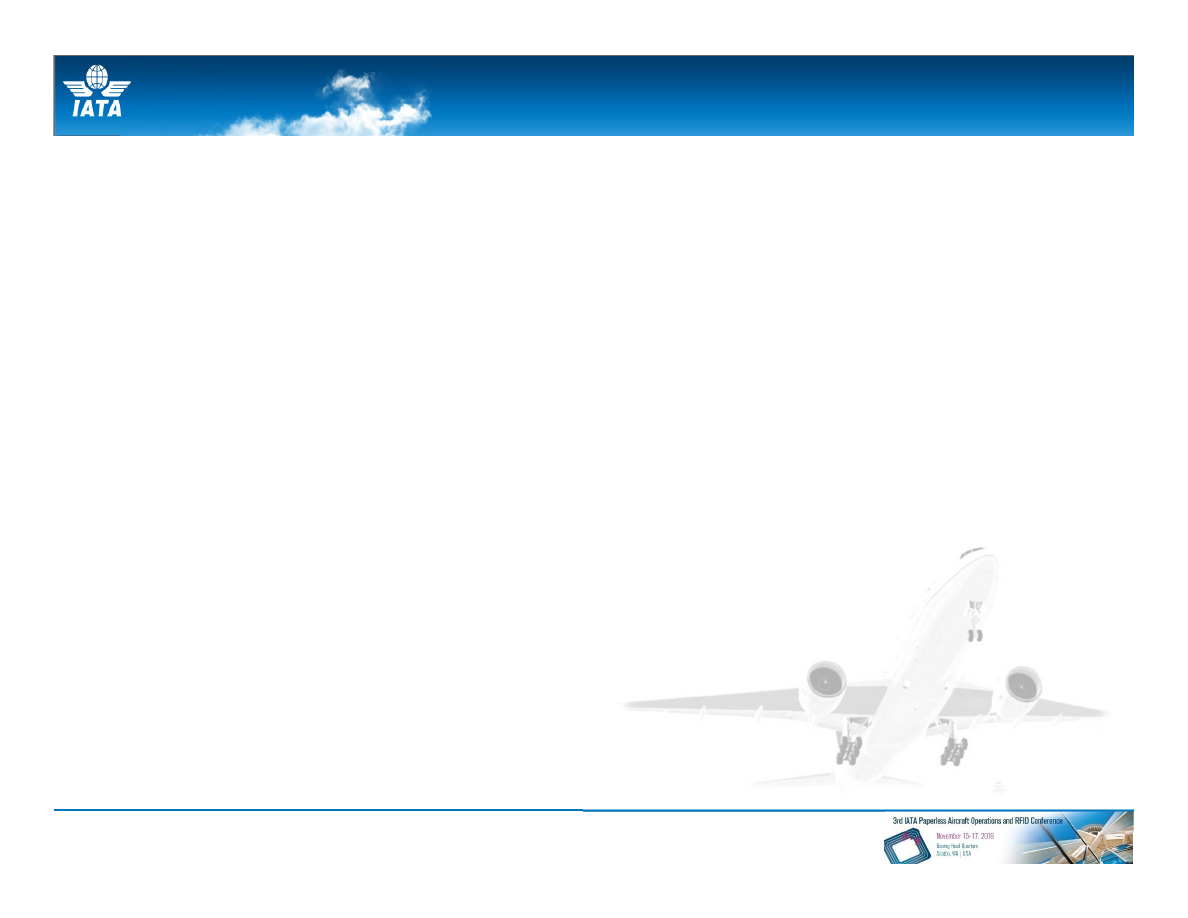 IATA
3rd IATA Paperless Aircraft Operations and RFID Conference
November 15-17, 2016
Boeing Head Quarters
Seattle, WA | USA